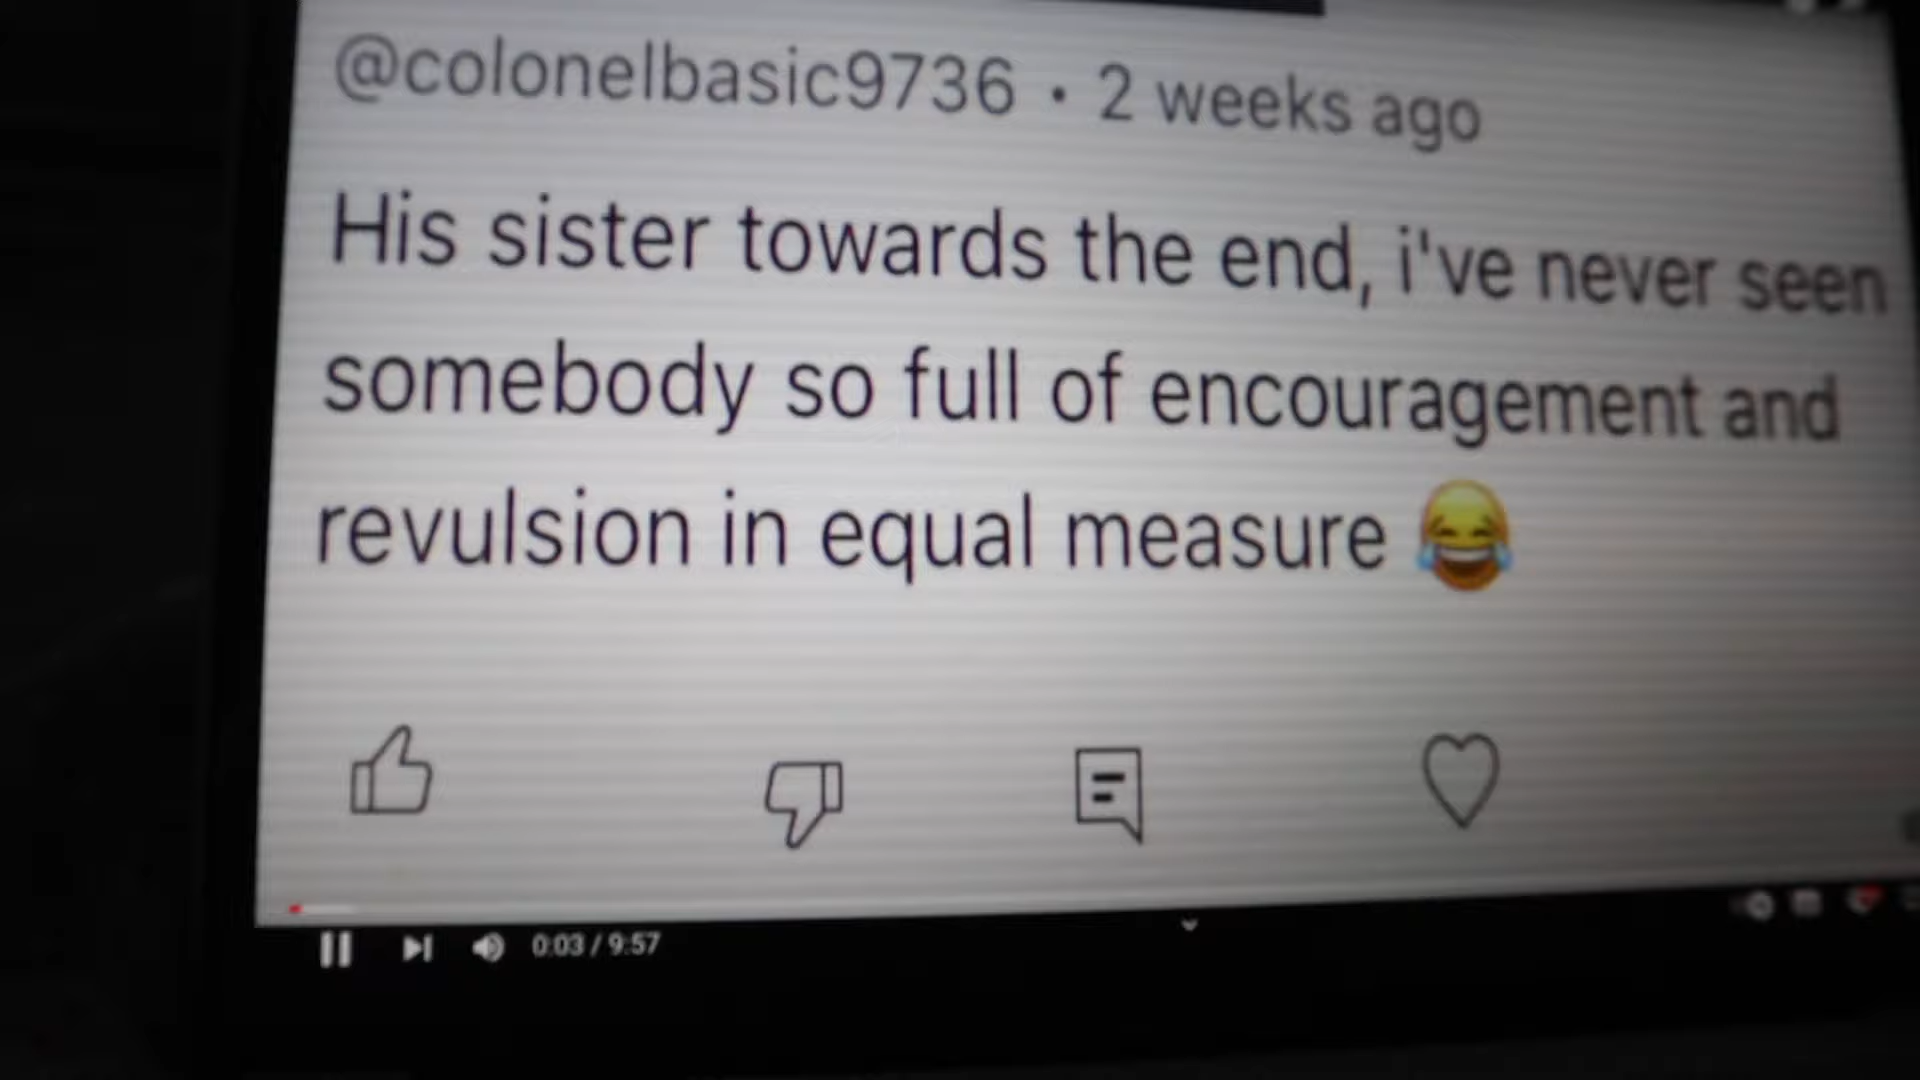 @colonelbasic9736 • 2 weeks ago
His sister towards the end, i've never seen
somebody so full of encouragement and
revulsion in equal measure 😂
0:03 / 9:57